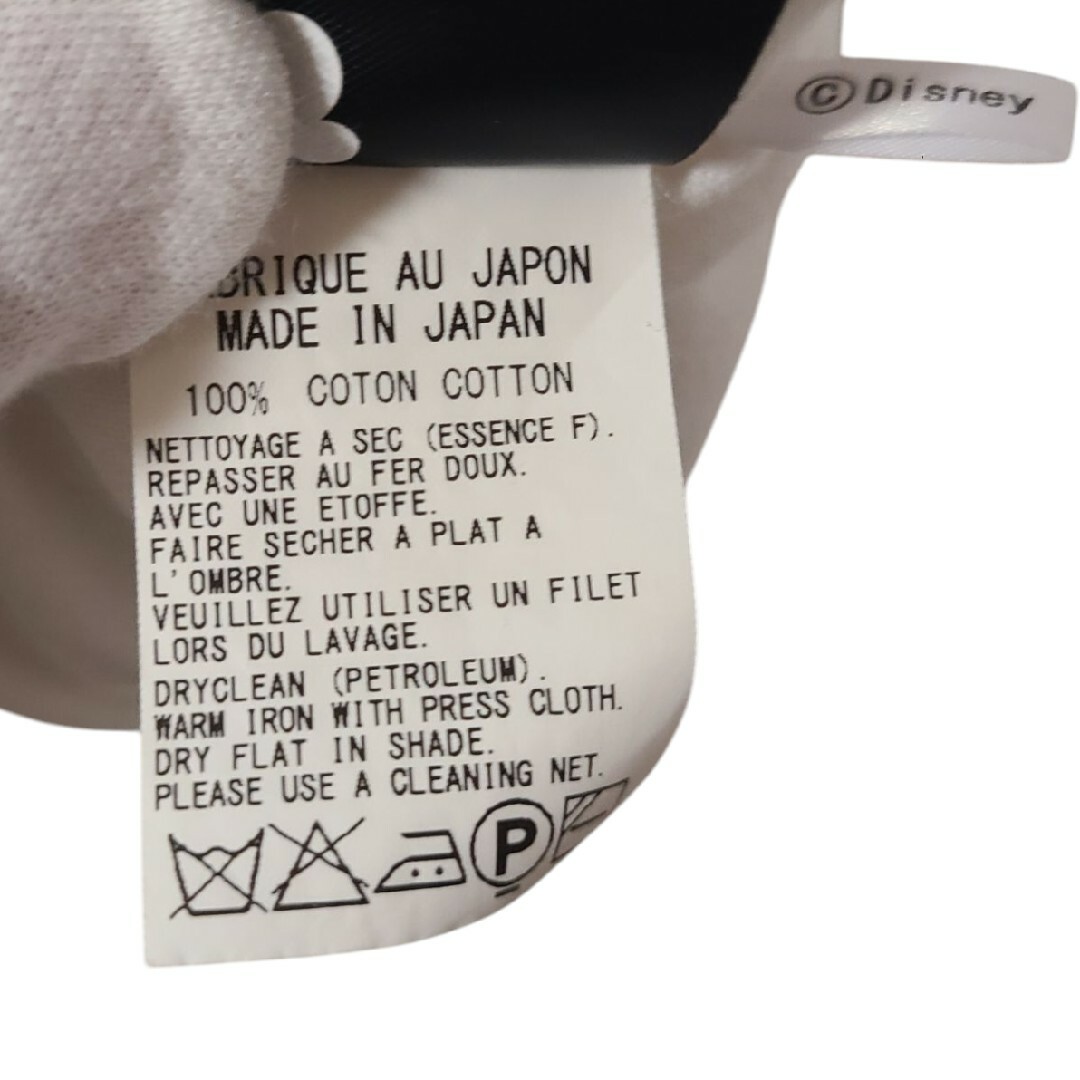 ©Disney
BRIQUE AU JAPON
MADE IN JAPAN
100% COTON COTTON
NETTOYAGE A SEC (ESSENCE F).
REPASSER AU FER DOUX.
AVEC UNE ETOFFE.
FAIRE SECHER A PLAT A
L'OMBRE.
VEUILLEZ UTILISER UN FILET
LORS DU LAVAGE.
DRYCLEAN (PETROLEUM).
WARM IRON WITH PRESS CLOTH.
DRY FLAT IN SHADE.
PLEASE USE A CLEANING NET.
P